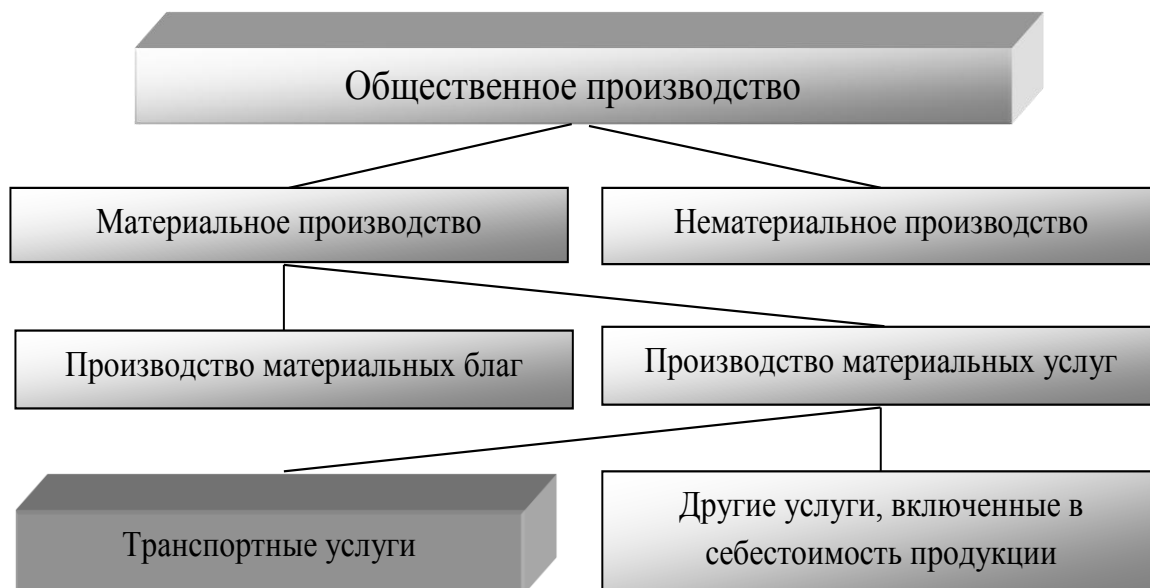 Общественное производство
Материальное производство
Нематериальное производство
Производство материальных благ
Производство материальных услуг
Транспортные услуги
Другие услуги, включенные в
себестоимость продукции